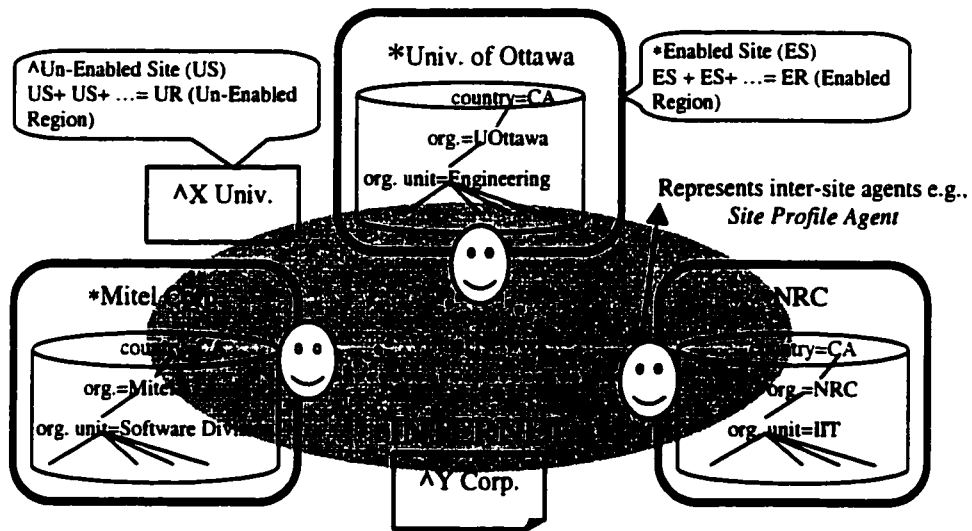 ^Un-Enabled Site (US)
US+ US+ ...= UR (Un-Enabled
Region)
*Univ. of Ottawa
country=CA
org.=UOttawa
org. unit=Engineering
*Enabled Site (ES)
ES + ES+ ...= ER (Enabled
Region)
^X Univ.
Represents inter-site agents e.g.,
Site Profile Agent
*Mitel
org.=Mitel
org. unit=Software
NRC
=CA
org.=NRC
org. unit=IIT
^Y Corp.